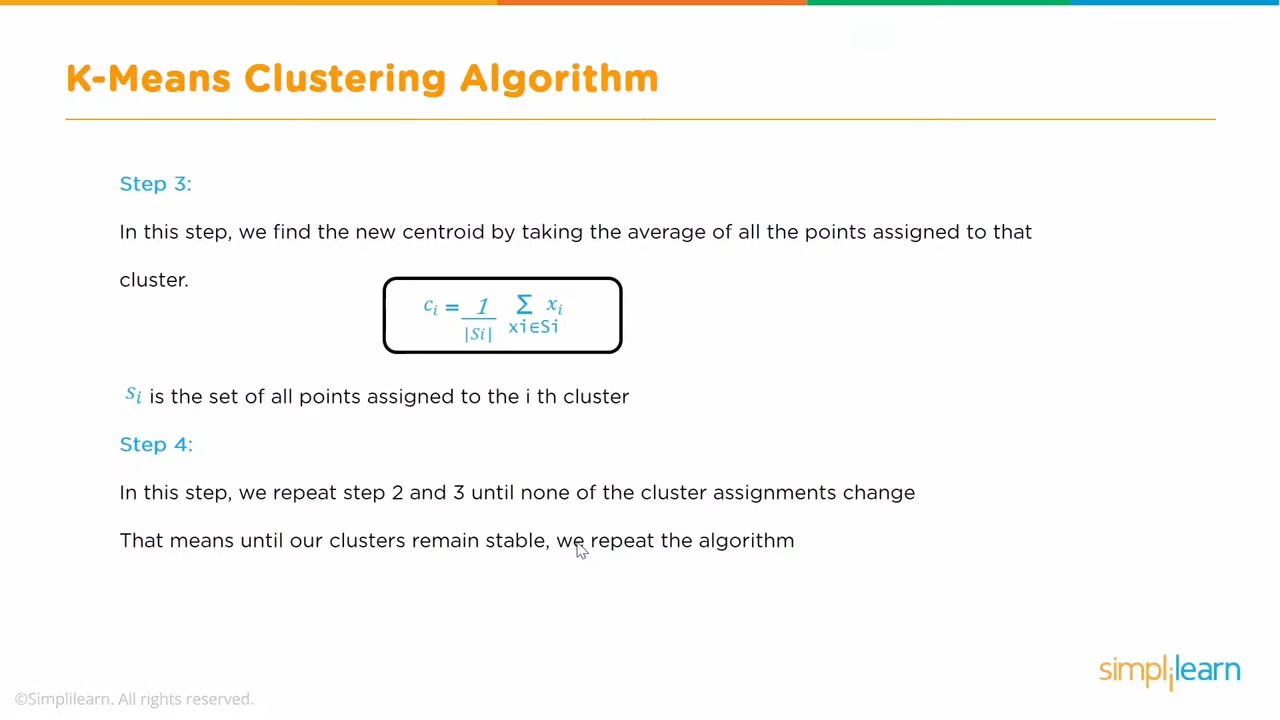 K-Means Clustering Algorithm
Step 3:
In this step, we find the new centroid by taking the average of all the points assigned to that
cluster.
cᵢ = 1/|Si| Σ xᵢ
xi∈Si
Sᵢ is the set of all points assigned to the i th cluster
Step 4:
In this step, we repeat step 2 and 3 until none of the cluster assignments change
That means until our clusters remain stable, we repeat the algorithm
simplilearn
©Simplilearn. All rights reserved.